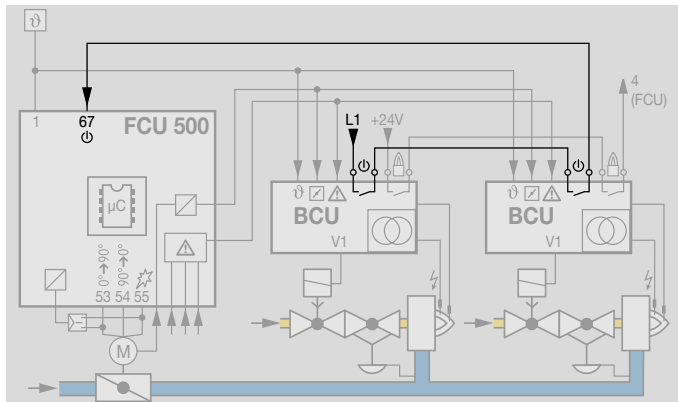 ϑ
4
(FCU)
L1 +24V
1 67 FCU 500
µC
ϑ
BCU
V1
ϑ
BCU
V1
0°→90°
90°→0°
53 54 55
M